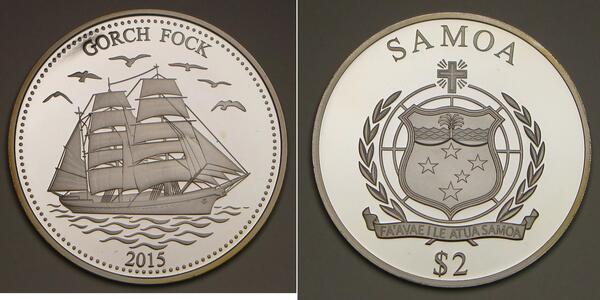 GORCH FOCK
2015
SAMOA
FA'AVAE I LE ATUA SAMOA
$2